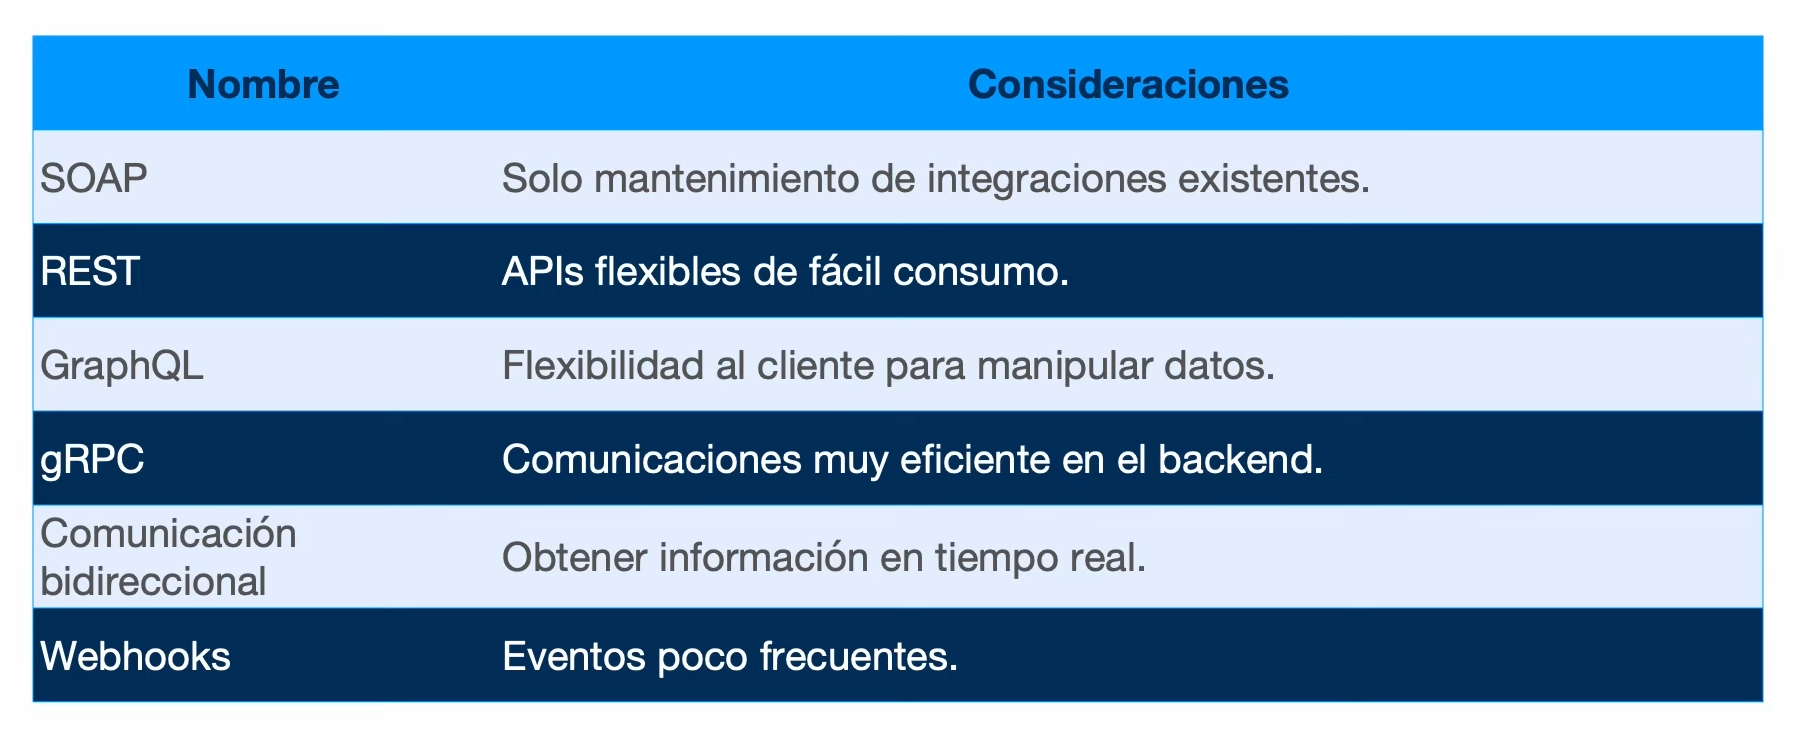 Nombre Consideraciones
SOAP Solo mantenimiento de integraciones existentes.
REST APIs flexibles de fácil consumo.
GraphQL Flexibilidad al cliente para manipular datos.
gRPC Comunicaciones muy eficiente en el backend.
Comunicación
bidireccional
Obtener información en tiempo real.
Webhooks Eventos poco frecuentes.